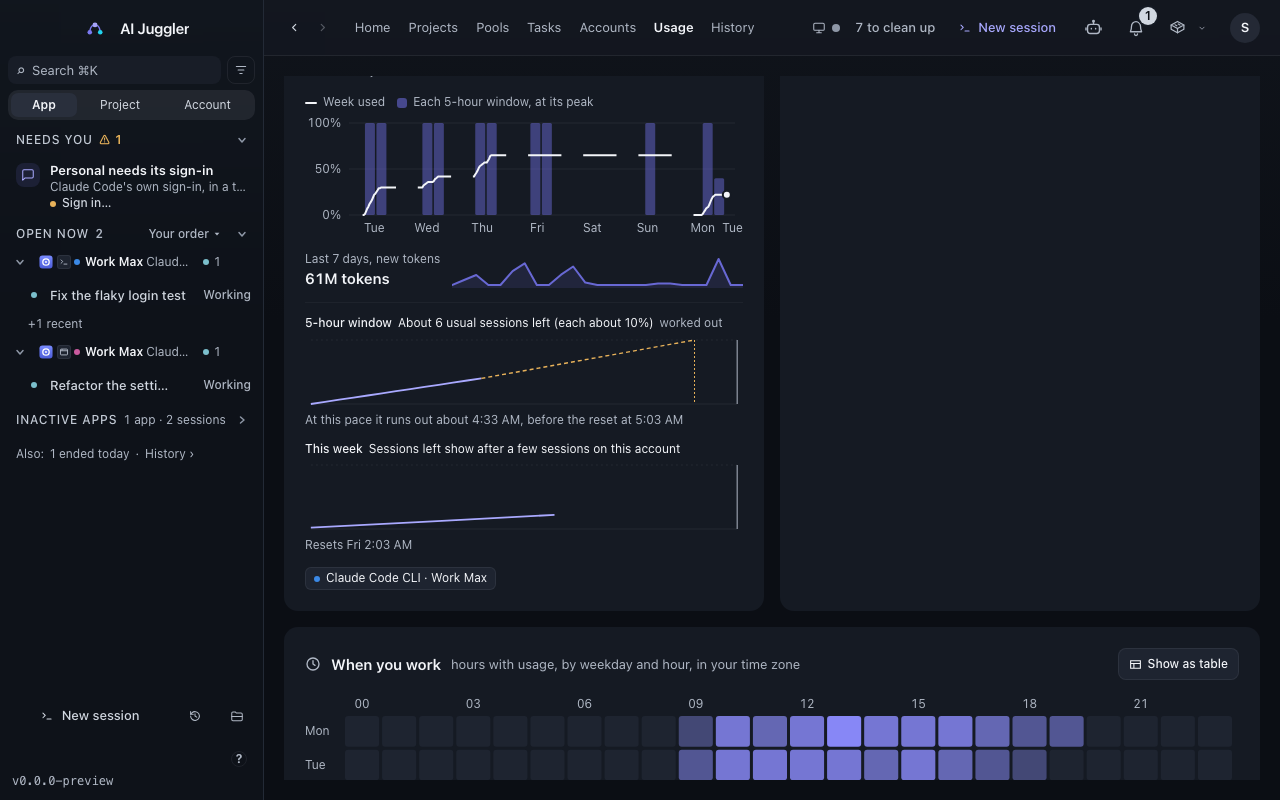 AI Juggler
Search ⌘K
App Project Account
NEEDS YOU 1
Personal needs its sign-in
Claude Code's own sign-in, in a t…
Sign in…
OPEN NOW 2 Your order
Work Max Claud… 1
Fix the flaky login test Working
+1 recent
Work Max Claud… 1
Refactor the setti… Working
INACTIVE APPS 1 app · 2 sessions
Also: 1 ended today · History ›
New session
?
v0.0.0-preview
Home Projects Pools Tasks Accounts Usage History 7 to clean up New session 1 S
Week used Each 5-hour window, at its peak
100%
50%
0%
Tue Wed Thu Fri Sat Sun Mon Tue
Last 7 days, new tokens
61M tokens
5-hour window About 6 usual sessions left (each about 10%) worked out
At this pace it runs out about 4:33 AM, before the reset at 5:03 AM
This week Sessions left show after a few sessions on this account
Resets Fri 2:03 AM
Claude Code CLI · Work Max
When you work hours with usage, by weekday and hour, in your time zone Show as table
00 03 06 09 12 15 18 21
Mon
Tue